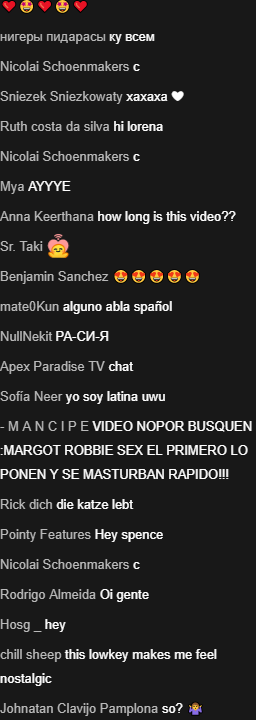 ❤️🤩❤️🤩❤️
нигеры пидарасы ку всем
Nicolai Schoenmakers c
Sniezek Sniezkowaty xaxaxa 🤍
Ruth costa da silva hi lorena
Nicolai Schoenmakers c
Mya AYYYE
Anna Keerthana how long is this video??
Sr. Taki
Benjamin Sanchez 🤩🤩🤩🤩🤩
mate0Kun alguno abla spañol
NullNekit РА-СИ-Я
Apex Paradise TV chat
Sofía Neer yo soy latina uwu
- M A N C I P E VIDEO NOPOR BUSQUEN
:MARGOT ROBBIE SEX EL PRIMERO LO
PONEN Y SE MASTURBAN RAPIDO!!!
Rick dich die katze lebt
Pointy Features Hey spence
Nicolai Schoenmakers c
Rodrigo Almeida Oi gente
Hosg _ hey
chill sheep this lowkey makes me feel
nostalgic
Johnatan Clavijo Pamplona so? 🤷‍♀️